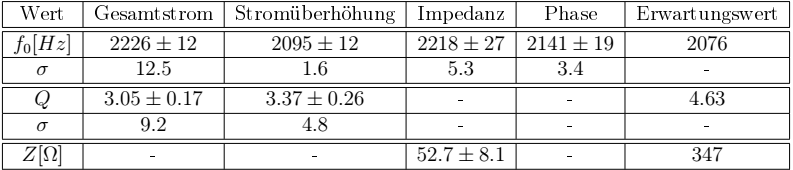 Wert Gesamtstrom Stromüberhöhung Impedanz Phase Erwartungswert
f₀[Hz] 2226 ± 12 2095 ± 12 2218 ± 27 2141 ± 19 2076
σ 12.5 1.6 5.3 3.4 -
Q 3.05 ± 0.17 3.37 ± 0.26 - - 4.63
σ 9.2 4.8 - - -
Z[Ω] - - 52.7 ± 8.1 - 347